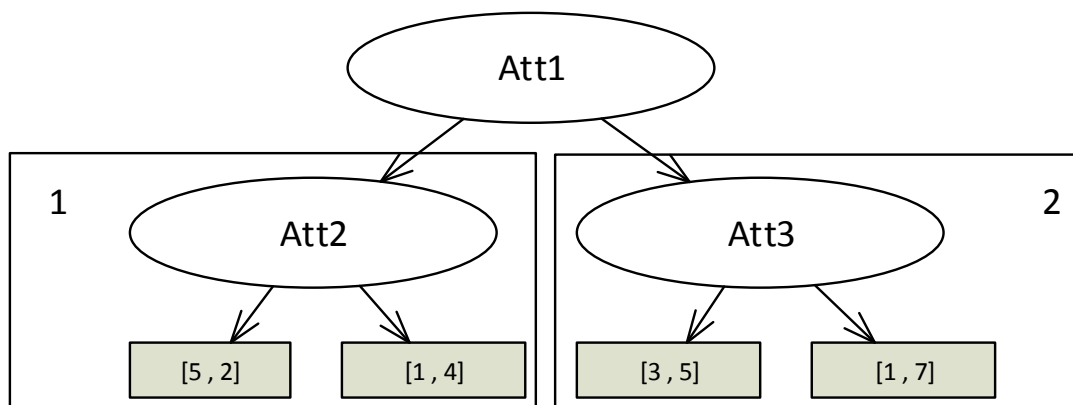 Att1
1
2
Att2
Att3
[5 , 2]
[1 , 4]
[3 , 5]
[1 , 7]